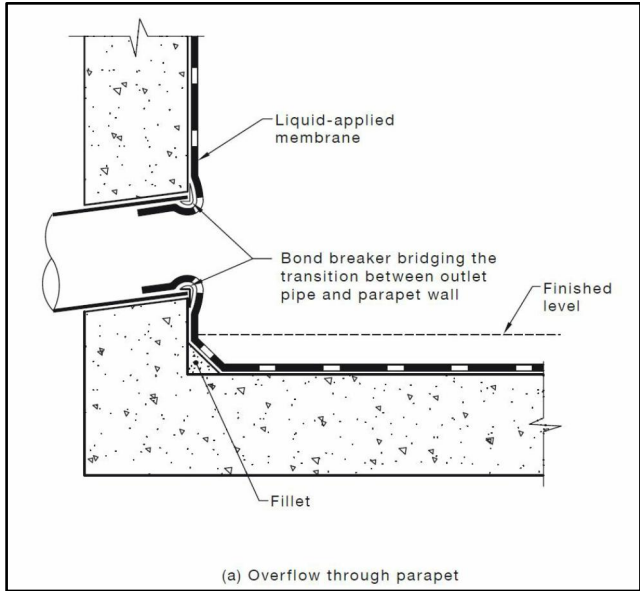 Liquid-applied
membrane
Bond breaker bridging the
transition between outlet
pipe and parapet wall
Finished
level
Fillet
(a) Overflow through parapet